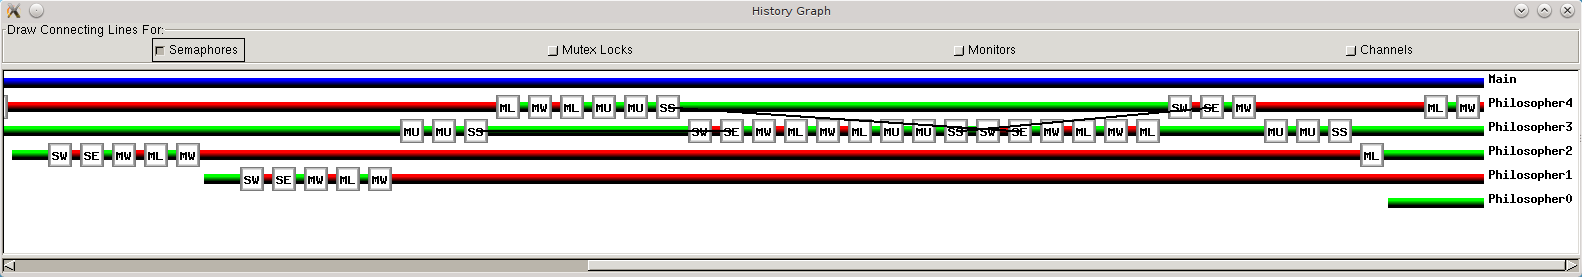 History Graph
Draw Connecting Lines For:
Semaphores Mutex Locks Monitors Channels
Main
ML MW ML MU MU SS SW SE MW ML MW Philosopher4
MU MU SS SW SE MW ML MW ML MU MU SS SW SE MW ML MW ML MU MU SS Philosopher3
SW SE MW ML MW ML Philosopher2
SW SE MW ML MW Philosopher1
Philosopher0